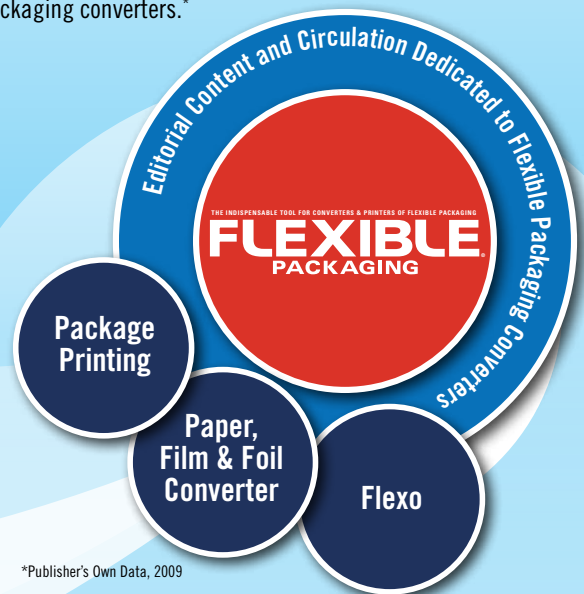 ckaging converters.*
Editorial Content and Circulation Dedicated to Flexible Packaging Converters
THE INDISPENSABLE TOOL FOR CONVERTERS & PRINTERS OF FLEXIBLE PACKAGING
FLEXIBLE®
PACKAGING
Package
Printing
Paper,
Film & Foil
Converter
Flexo
*Publisher's Own Data, 2009